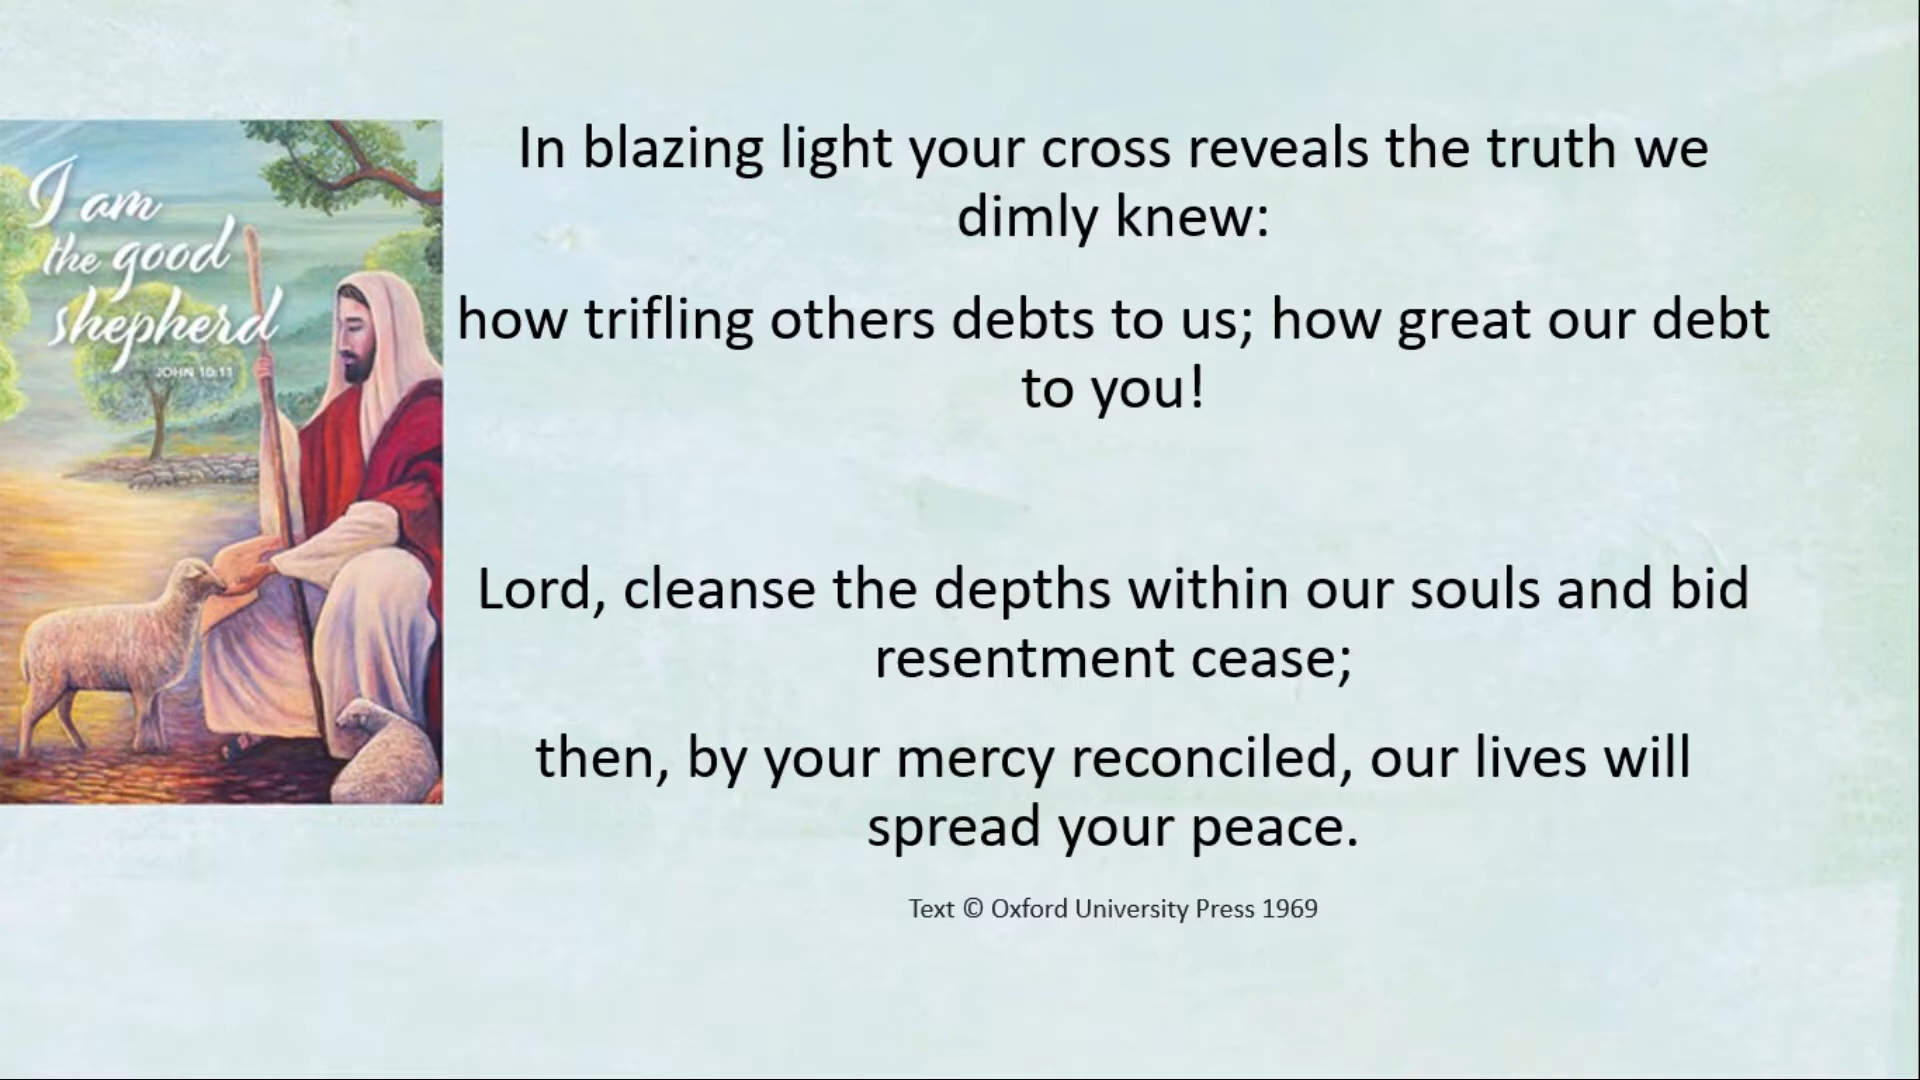 I am
the good
shepherd
JOHN 10:11
In blazing light your cross reveals the truth we
dimly knew:
how trifling others debts to us; how great our debt
to you!
Lord, cleanse the depths within our souls and bid
resentment cease;
then, by your mercy reconciled, our lives will
spread your peace.
Text © Oxford University Press 1969